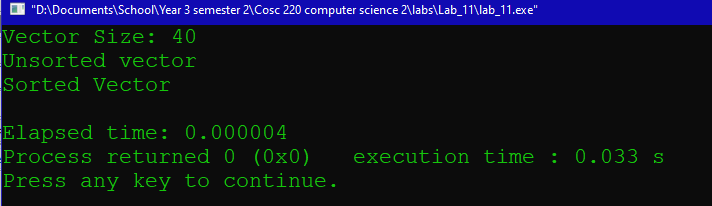 "D:\Documents\School\Year 3 semester 2\Cosc 220 computer science 2\labs\Lab_11\lab_11.exe"
Vector Size: 40
Unsorted vector
Sorted Vector
Elapsed time: 0.000004
Process returned 0 (0x0)   execution time : 0.033 s
Press any key to continue.